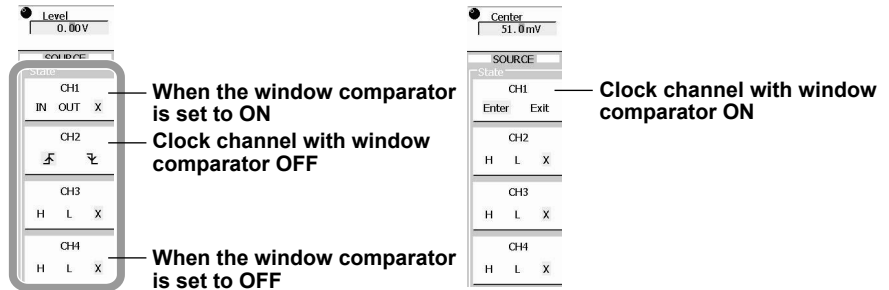 Level
0.00V
SOURCE
State
CH1
IN OUT X
CH2
CH3
H L X
CH4
H L X
When the window comparator
is set to ON
Clock channel with window
comparator OFF
When the window comparator
is set to OFF
Center
51.0mV
SOURCE
State
CH1
Enter Exit
CH2
H L X
CH3
H L X
CH4
H L X
Clock channel with window
comparator ON